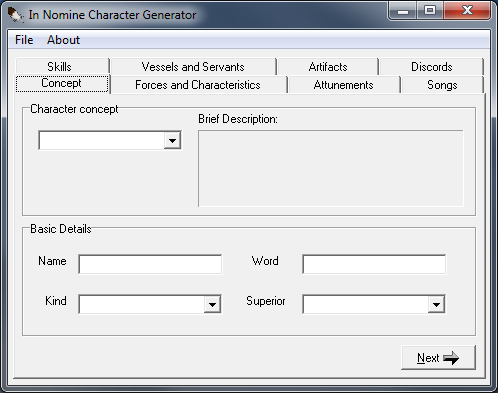 In Nomine Character Generator
File About
Skills Vessels and Servants Artifacts Discords
Concept Forces and Characteristics Attunements Songs
Character concept
Brief Description:
Basic Details
Name Word
Kind Superior
Next